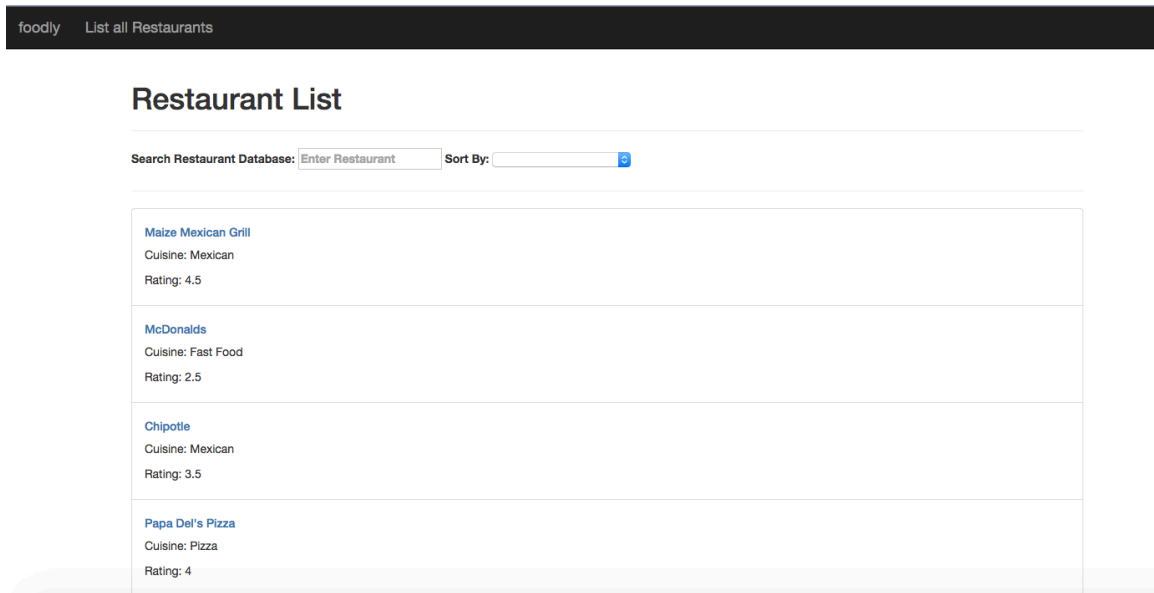 foodly List all Restaurants
Restaurant List
Search Restaurant Database: Enter Restaurant Sort By:
Maize Mexican Grill
Cuisine: Mexican
Rating: 4.5
McDonalds
Cuisine: Fast Food
Rating: 2.5
Chipotle
Cuisine: Mexican
Rating: 3.5
Papa Del's Pizza
Cuisine: Pizza
Rating: 4